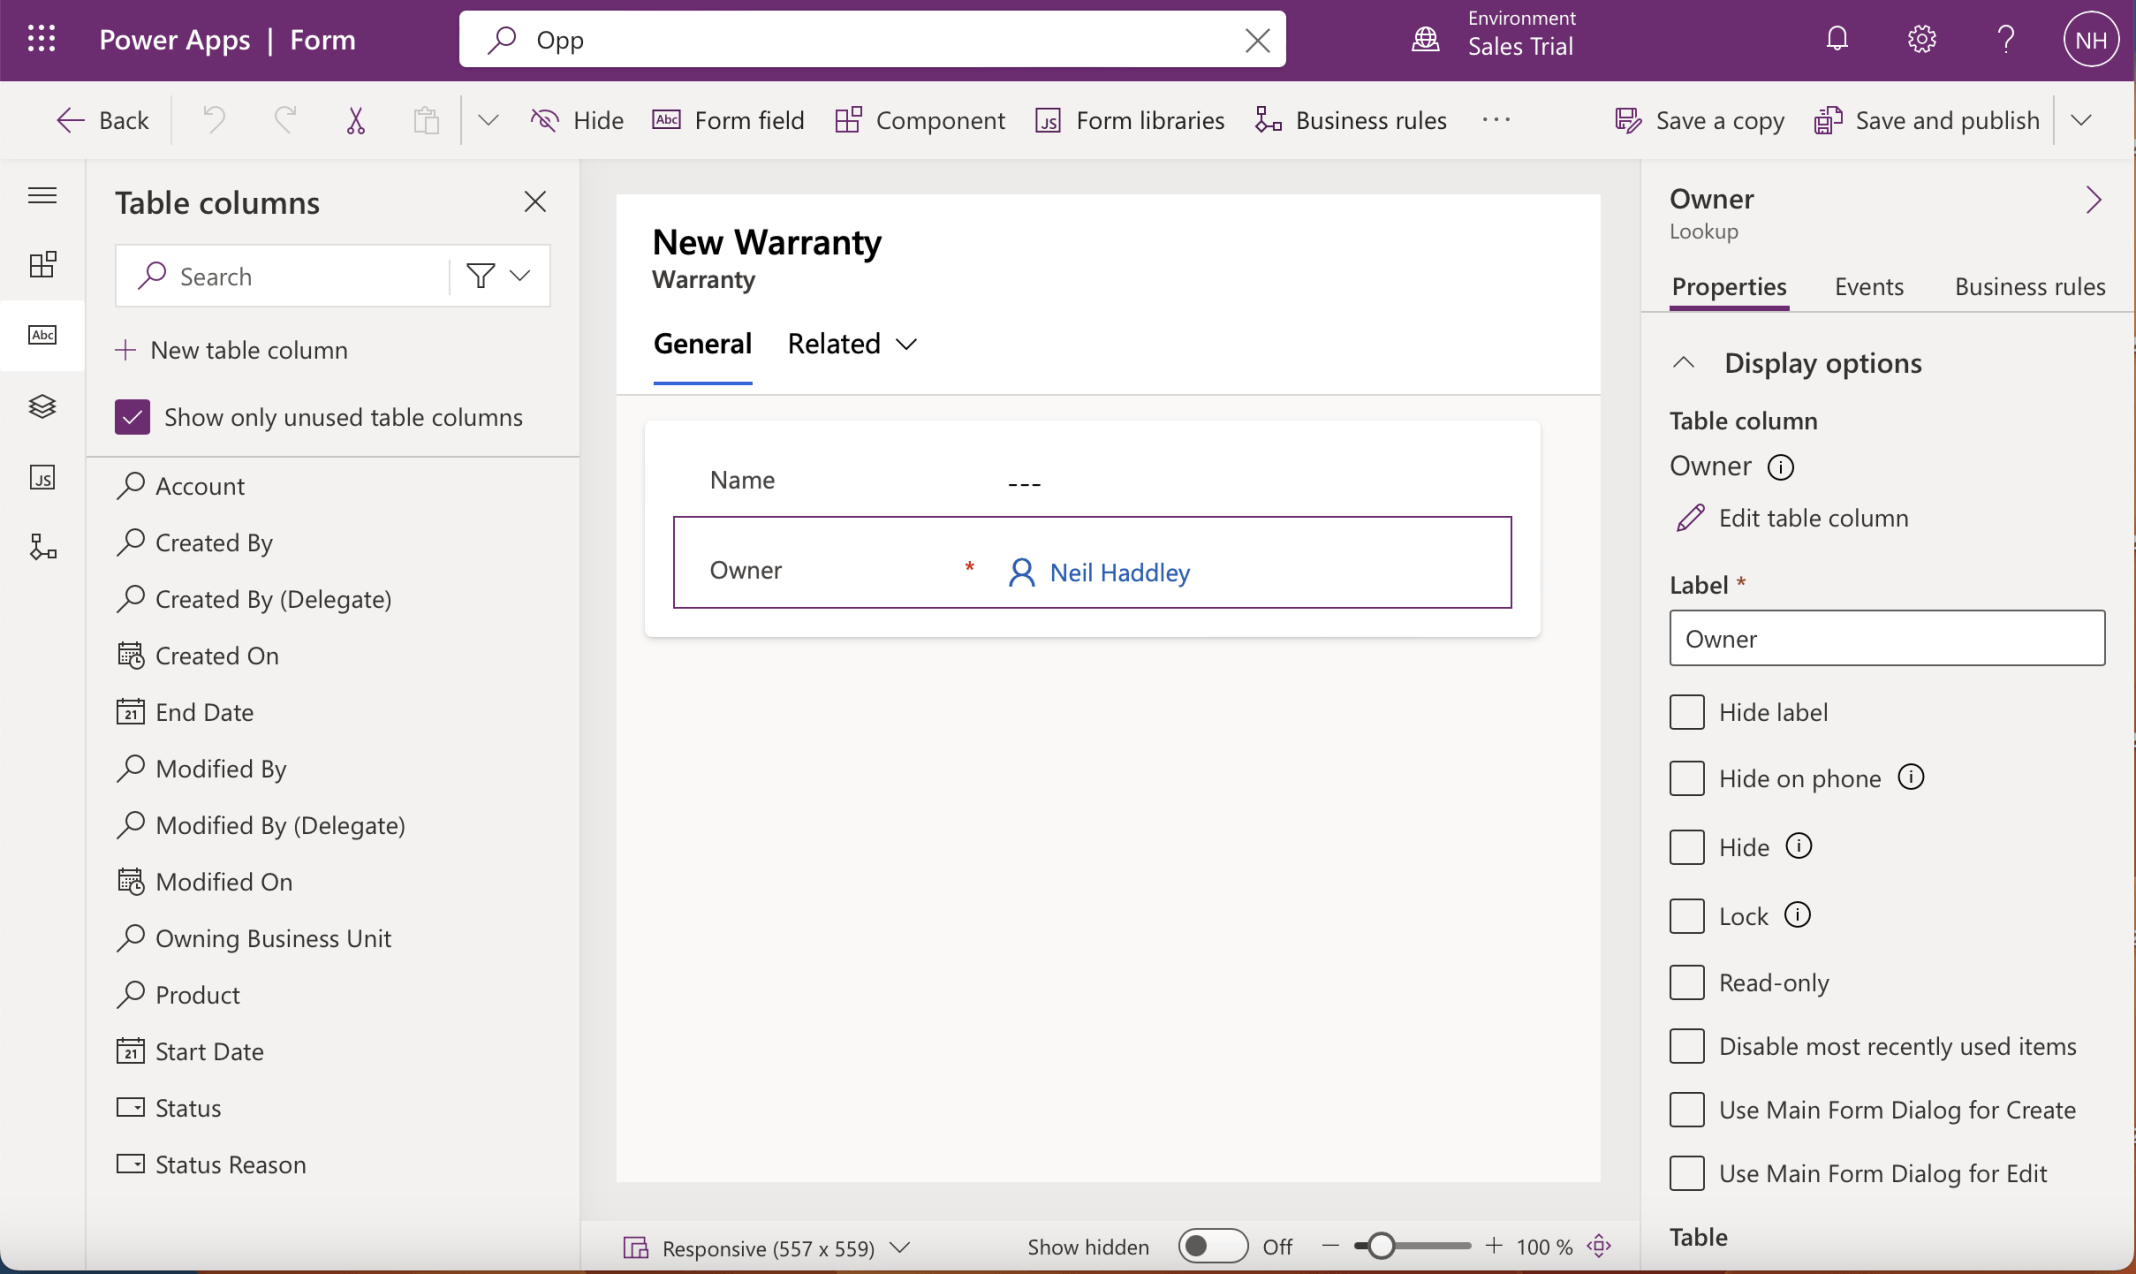 Power Apps | Form
Opp
Environment
Sales Trial
NH
Back
Hide
Abc
Form field
Component
JS
Form libraries
Business rules
...
Save a copy
Save and publish
Table columns
Search
New table column
Show only unused table columns
Abc
JS
Account
Created By
Created By (Delegate)
Created On
21
End Date
Modified By
Modified By (Delegate)
Modified On
Owning Business Unit
Product
21
Start Date
Status
Status Reason
New Warranty
Warranty
General
Related
Name
---
Owner
*
Neil Haddley
Responsive (557 x 559)
Show hidden
Off
100 %
Owner
Lookup
Properties
Events
Business rules
Display options
Table column
Owner
Edit table column
Label *
Owner
Hide label
Hide on phone
Hide
Lock
Read-only
Disable most recently used items
Use Main Form Dialog for Create
Use Main Form Dialog for Edit
Table